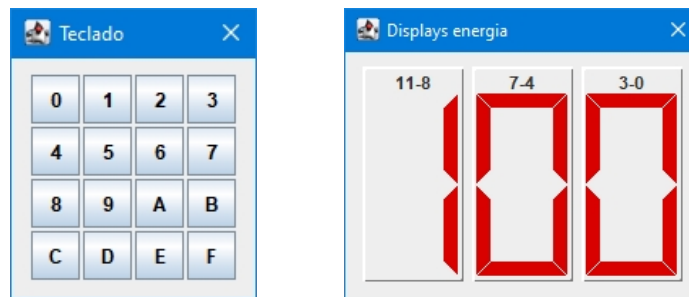 Teclado
0 1 2 3
4 5 6 7
8 9 A B
C D E F
Displays energia
11-8 7-4 3-0
100